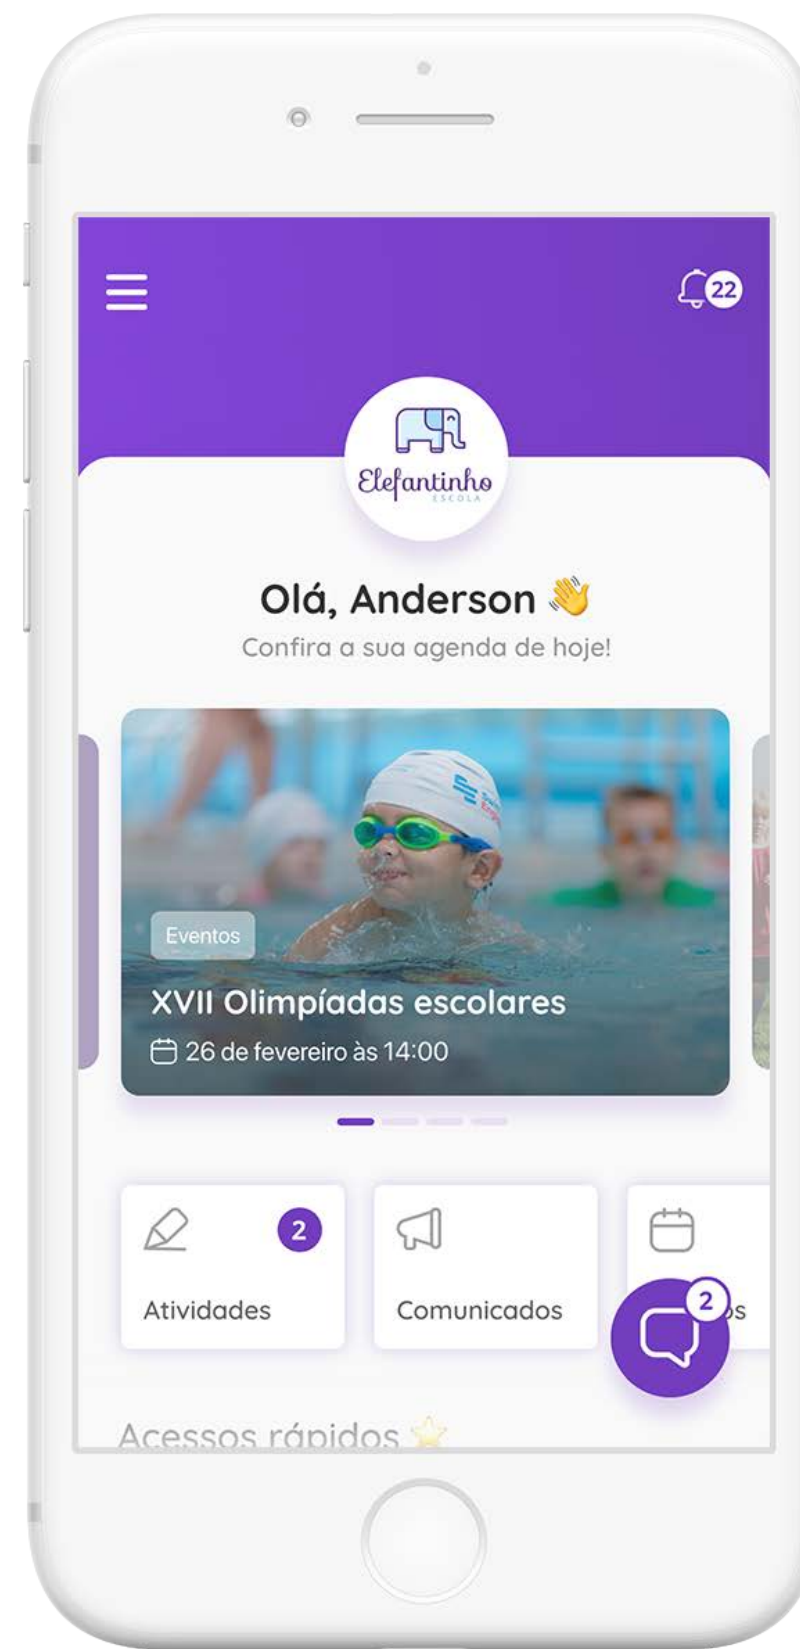 22
Elefantinho
ESCOLA
Olá, Anderson 👋
Confira a sua agenda de hoje!
Eventos
XVII Olimpíadas escolares
26 de fevereiro às 14:00
2
Atividades
Comunicados
2
Acessos rápidos ⭐